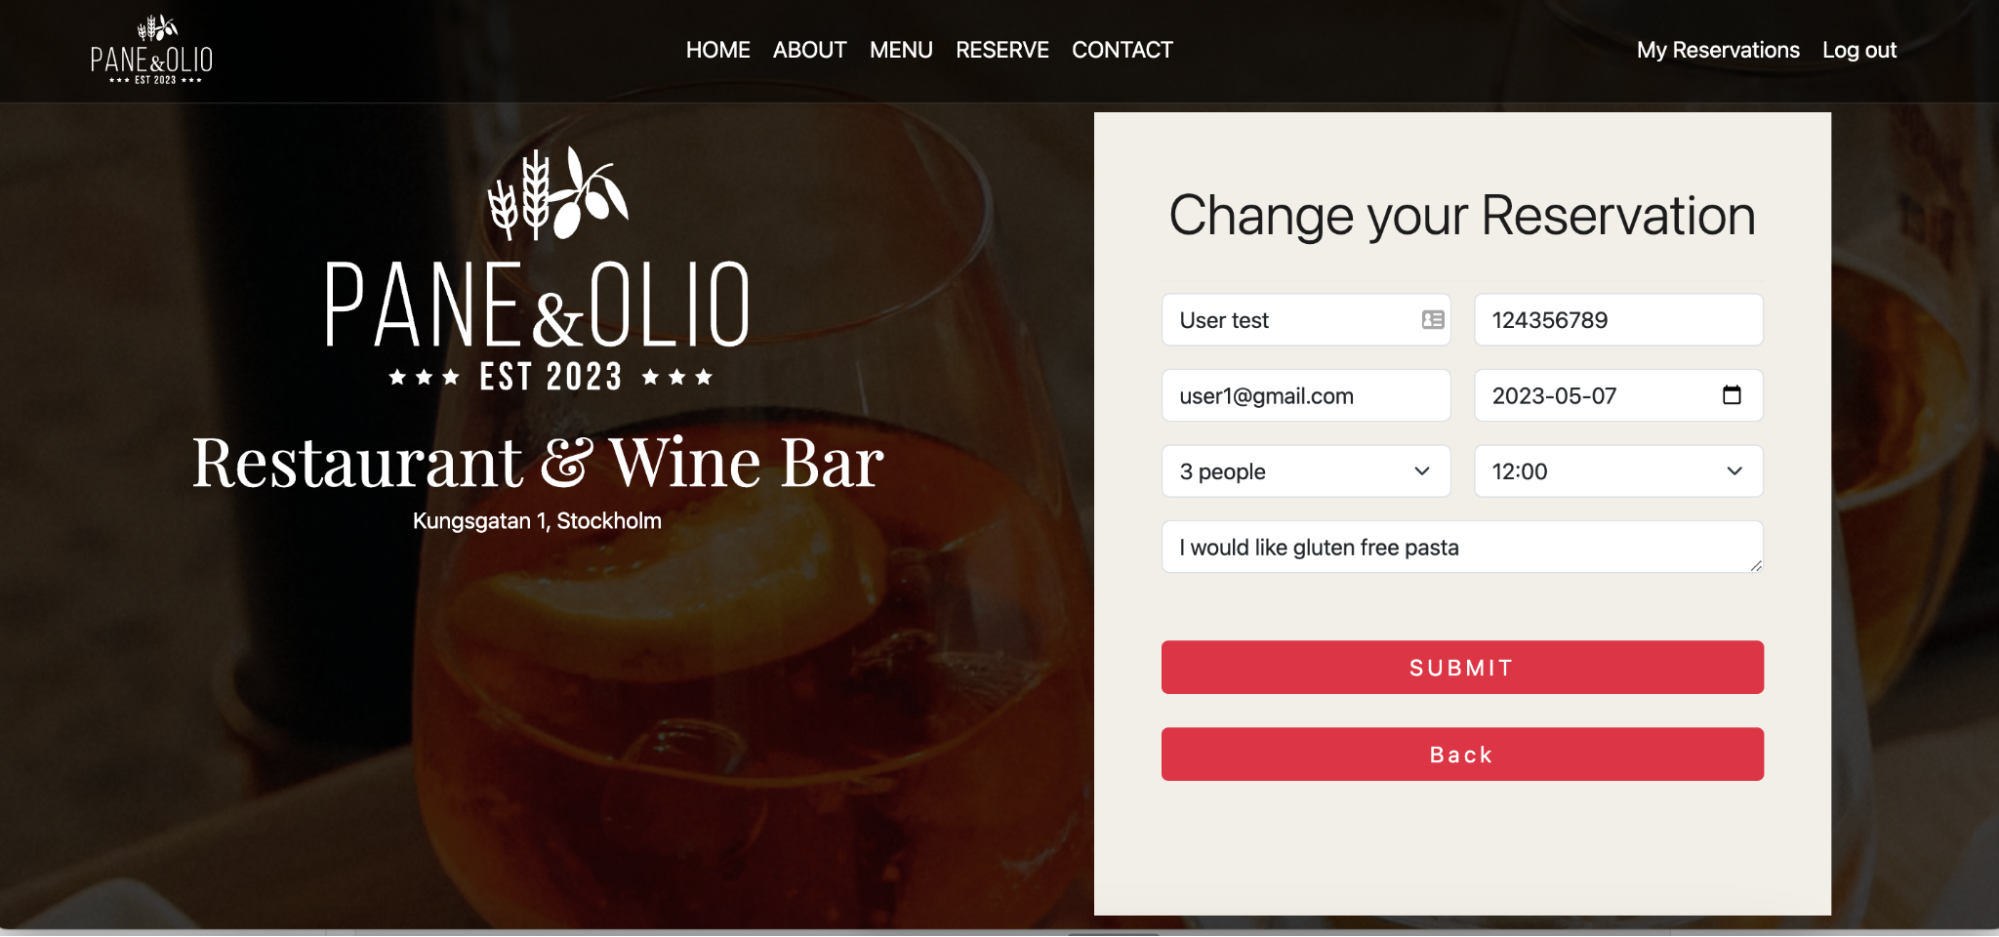 PANE&OLIO
*** EST 2023 ***
HOME ABOUT MENU RESERVE CONTACT
My Reservations Log out
PANE&OLIO
★★★ EST 2023 ★★★
Restaurant & Wine Bar
Kungsgatan 1, Stockholm
Change your Reservation
User test 124356789
user1@gmail.com 2023-05-07
3 people 12:00
I would like gluten free pasta
SUBMIT
Back